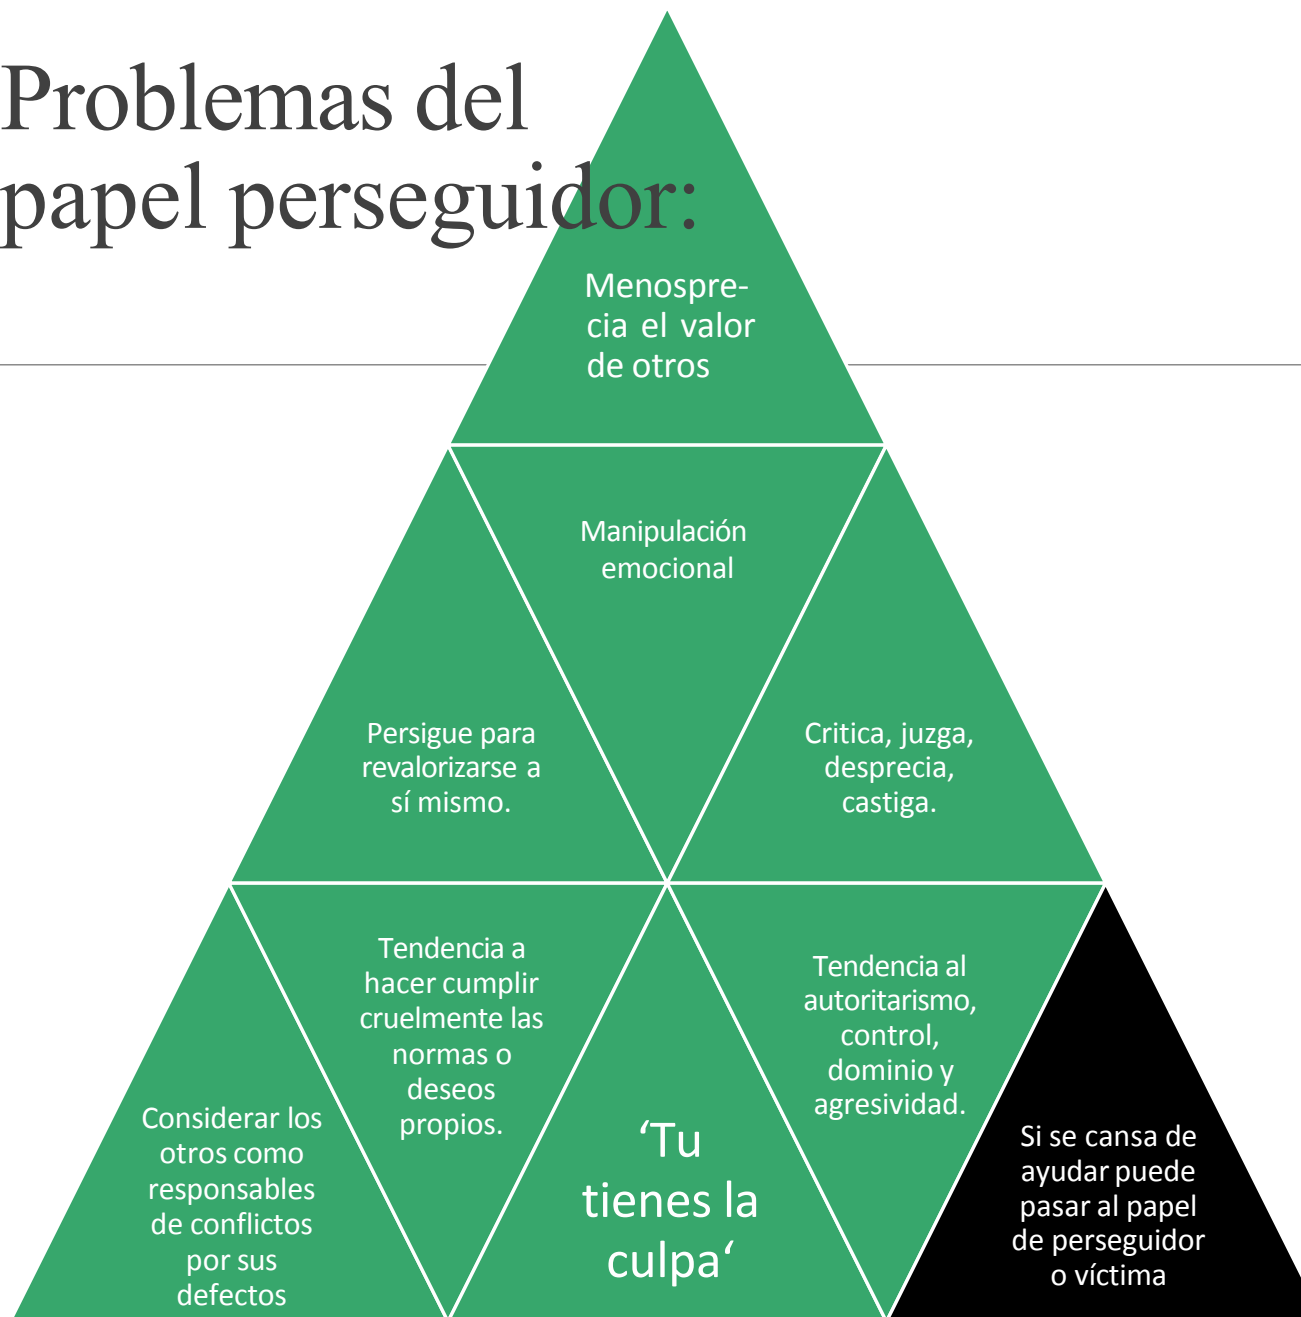 Problemas del
papel perseguidor:
Menospre-
cia el valor
de otros
Manipulación
emocional
Persigue para
revalorizarse a
sí mismo.
Critica, juzga,
desprecia,
castiga.
Considerar los
otros como
responsables
de conflictos
por sus
defectos
Tendencia a
hacer cumplir
cruelmente las
normas o
deseos
propios.
‘Tu
tienes la
culpa‘
Tendencia al
autoritarismo,
control,
dominio y
agresividad.
Si se cansa de
ayudar puede
pasar al papel
de perseguidor
o víctima